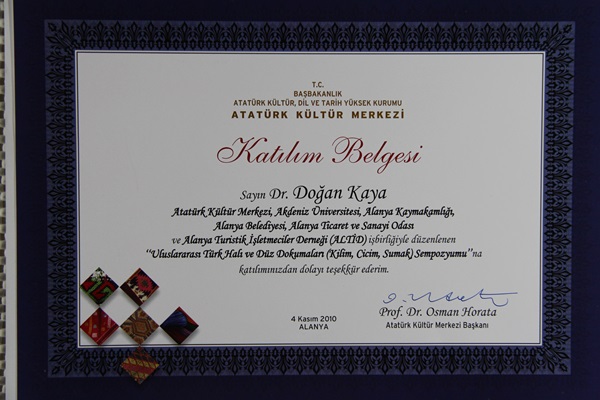 T.C.
BAŞBAKANLIK
ATATÜRK KÜLTÜR, DİL VE TARİH YÜKSEK KURUMU
ATATÜRK KÜLTÜR MERKEZİ
Katılım Belgesi
Sayın Dr. Doğan Kaya
Atatürk Kültür Merkezi, Akdeniz Üniversitesi, Alanya Kaymakamlığı,
Alanya Belediyesi, Alanya Ticaret ve Sanayi Odası
ve Alanya Turistik İşletmeciler Derneği (ALTİD) işbirliğiyle düzenlenen
“Uluslararası Türk Halı ve Düz Dokumaları (Kilim, Cicim, Sumak) Sempozyumu”na
katılımınızdan dolayı teşekkür ederim.
4 Kasım 2010
ALANYA
Prof. Dr. Osman Horata
Atatürk Kültür Merkezi Başkanı